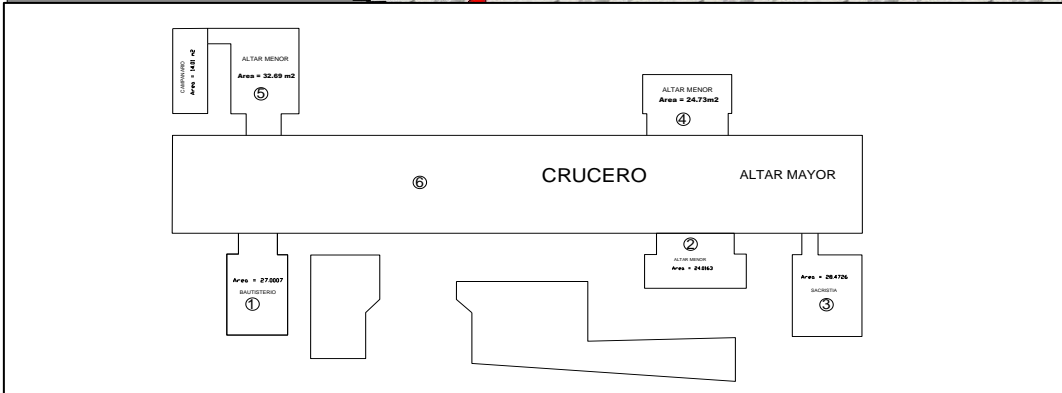 CAMPANARIO
Area = 14.01 m2
ALTAR MENOR
Area = 32.69 m2
5
ALTAR MENOR
Area = 24.73m2
4
6
CRUCERO
ALTAR MAYOR
2
ALTAR MENOR
Area = 24.8163
Area = 27.0007
BAUTISTERIO
1
Area = 28.4726
SACRISTIA
3